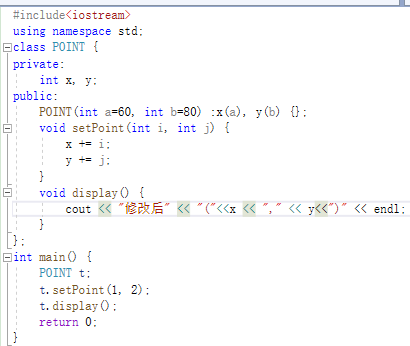 #include<iostream>
using namespace std;
class POINT {
private:
    int x, y;
public:
    POINT(int a=60, int b=80) :x(a), y(b) {};
    void setPoint(int i, int j) {
        x += i;
        y += j;
    }
    void display() {
        cout << "修改后" << "("<<x << "," << y<<")" << endl;
    }
};
int main() {
    POINT t;
    t.setPoint(1, 2);
    t.display();
    return 0;
}